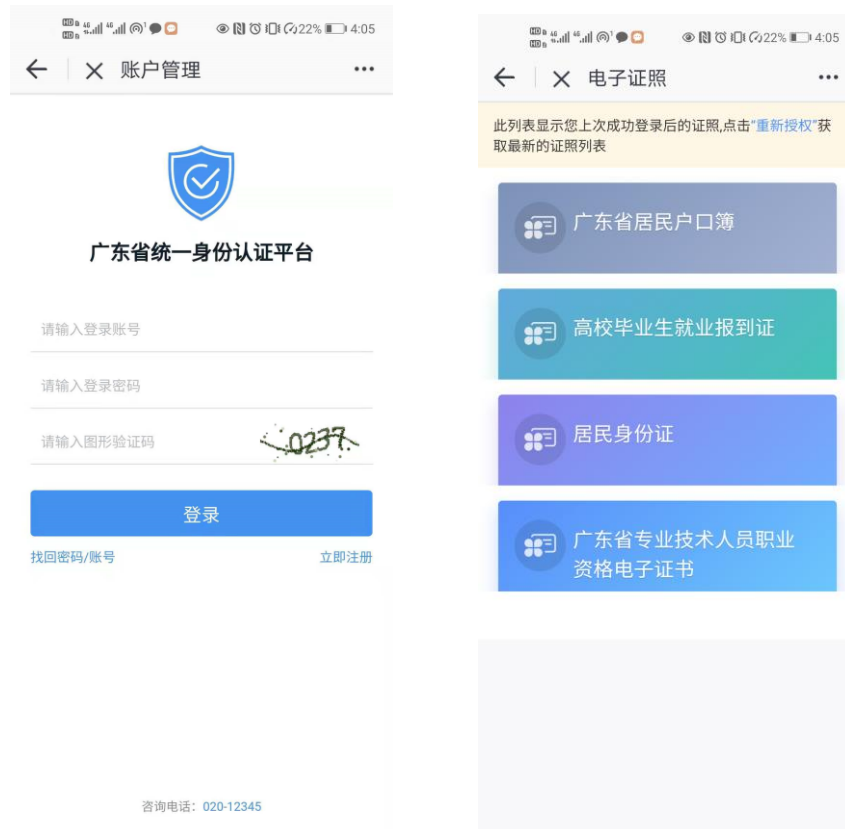 22% 4:05
账户管理
广东省统一身份认证平台
请输入登录账号
请输入登录密码
请输入图形验证码
0237
登录
找回密码/账号 立即注册
咨询电话：020-12345
22% 4:05
电子证照
此列表显示您上次成功登录后的证照,点击“重新授权”获
取最新的证照列表
广东省居民户口簿
高校毕业生就业报到证
居民身份证
广东省专业技术人员职业
资格电子证书